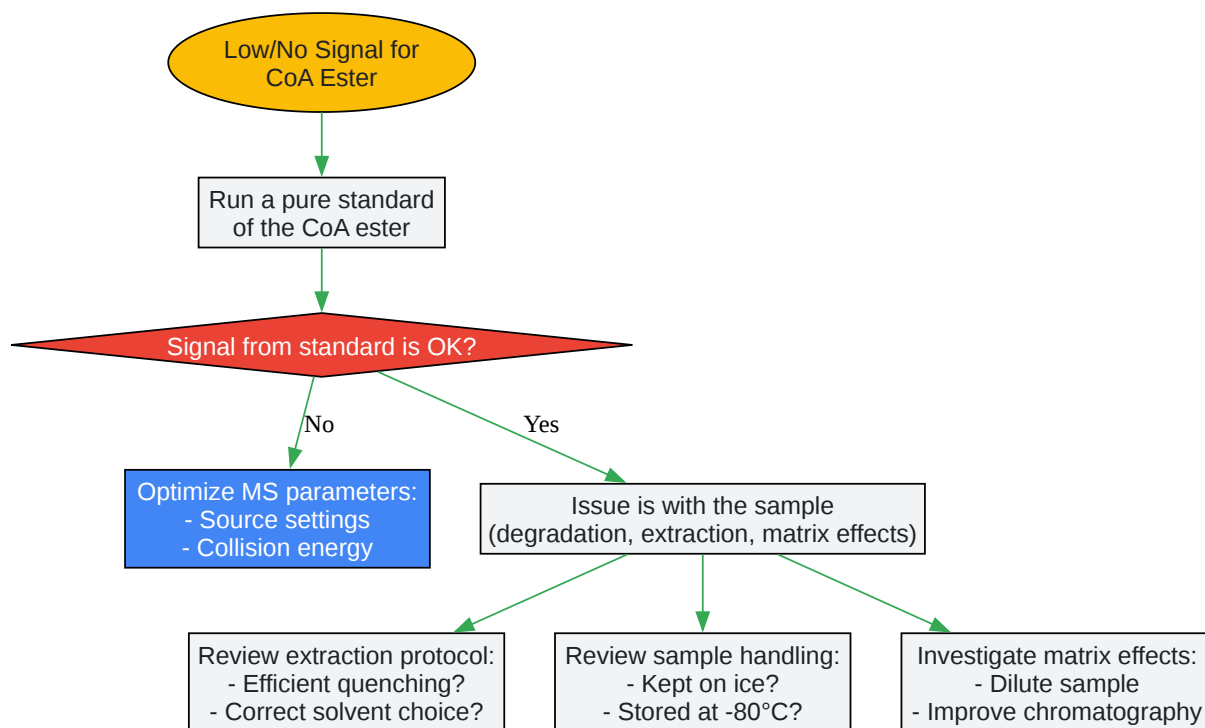 Low/No Signal for
CoA Ester
Run a pure standard
of the CoA ester
Signal from standard is OK?
No
Yes
Optimize MS parameters:
- Source settings
- Collision energy
Issue is with the sample
(degradation, extraction, matrix effects)
Review extraction protocol:
- Efficient quenching?
- Correct solvent choice?
Review sample handling:
- Kept on ice?
- Stored at -80°C?
Investigate matrix effects:
- Dilute sample
- Improve chromatography